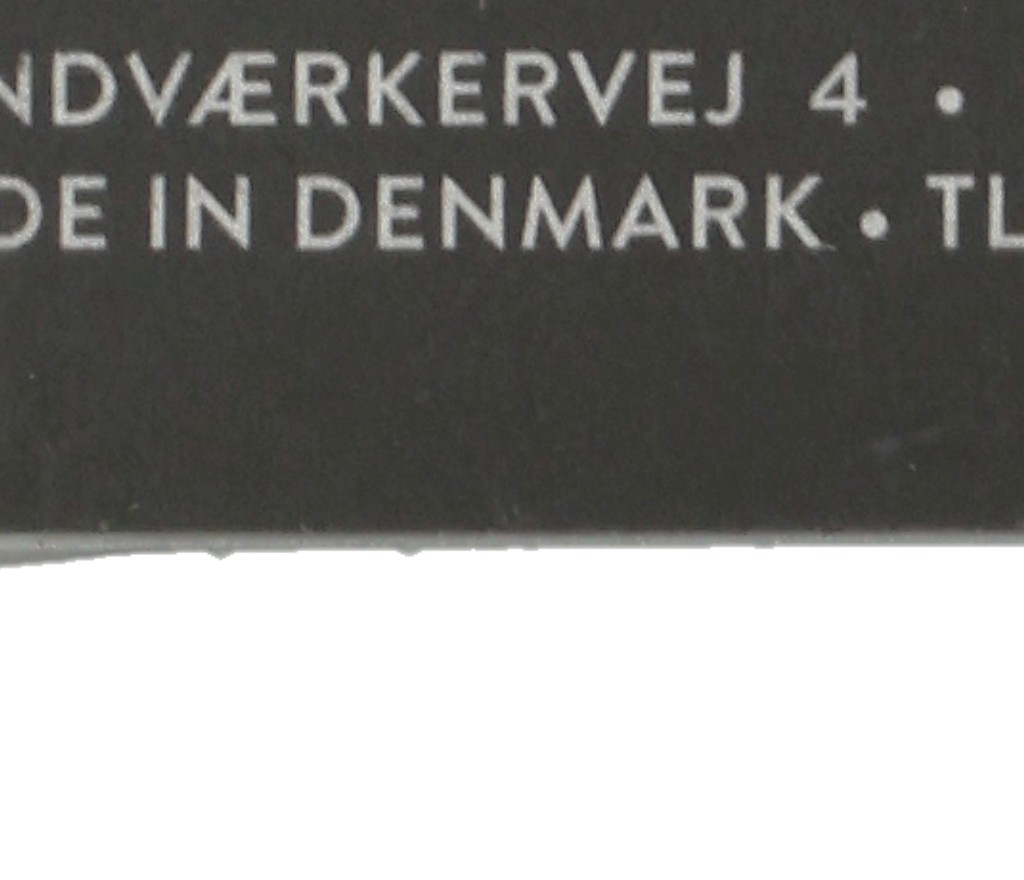 NDVÆRKERVEJ 4 •
DE IN DENMARK • TL